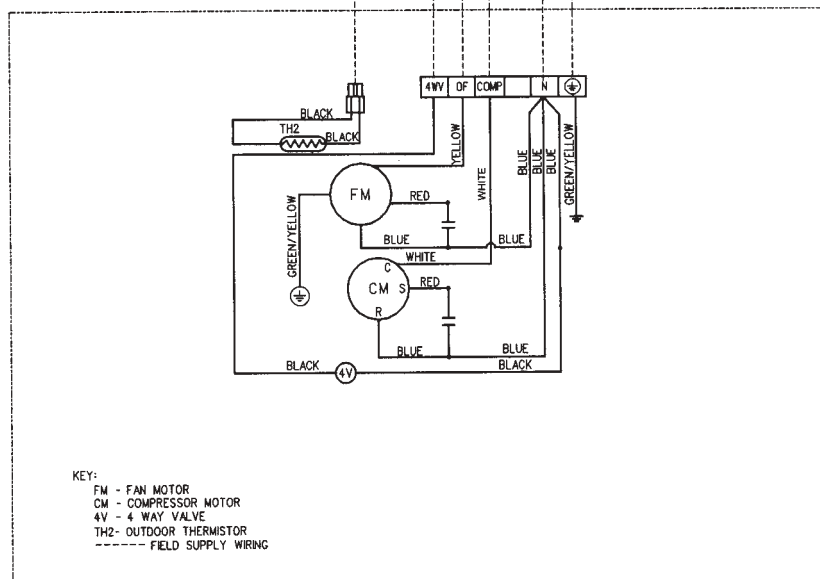 4WV OF COMP N
BLACK
TH2
BLACK
YELLOW
WHITE
BLUE
BLUE
BLUE
GREEN/YELLOW
FM
RED
GREEN/YELLOW
BLUE
BLUE
WHITE
C
CM S
RED
R
BLUE
BLUE
BLACK
4V
BLACK
KEY:
FM - FAN MOTOR
CM - COMPRESSOR MOTOR
4V - 4 WAY VALVE
TH2- OUTDOOR THERMISTOR
------ FIELD SUPPLY WIRING